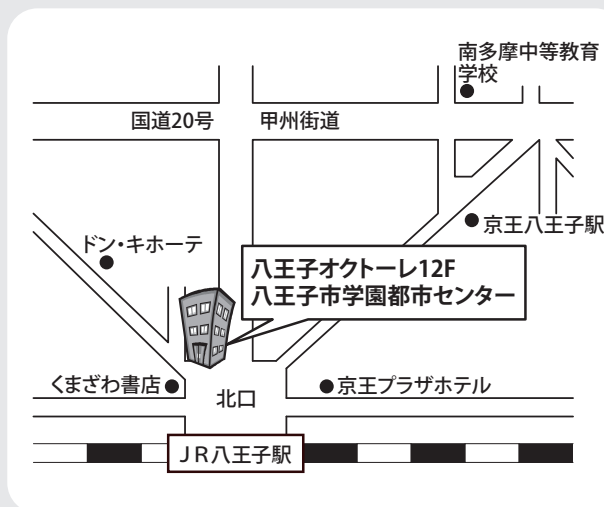 南多摩中等教育
学校
国道20号 甲州街道
京王八王子駅
ドン・キホーテ
八王子オクトーレ12F
八王子市学園都市センター
くまざわ書店
北口
京王プラザホテル
JR八王子駅